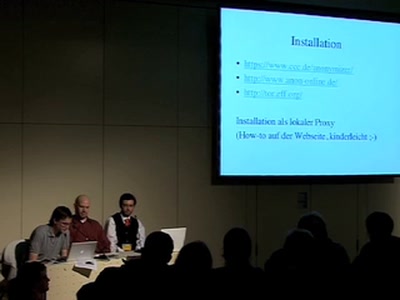 Installation
• https://www.ccc.de/anonymizer/
• http://www.anon-online.de/
• http://tor.eff.org/
Installation als lokaler Proxy
(How-to auf der Webseite, kinderleicht ;-)